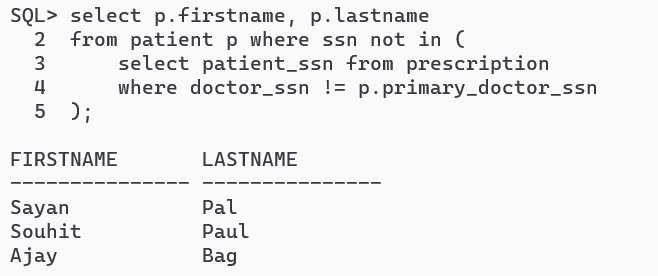 SQL> select p.firstname, p.lastname
  2  from patient p where ssn not in (
  3      select patient_ssn from prescription
  4      where doctor_ssn != p.primary_doctor_ssn
  5  );

FIRSTNAME       LASTNAME
--------------- ---------------
Sayan           Pal
Souhit          Paul
Ajay            Bag